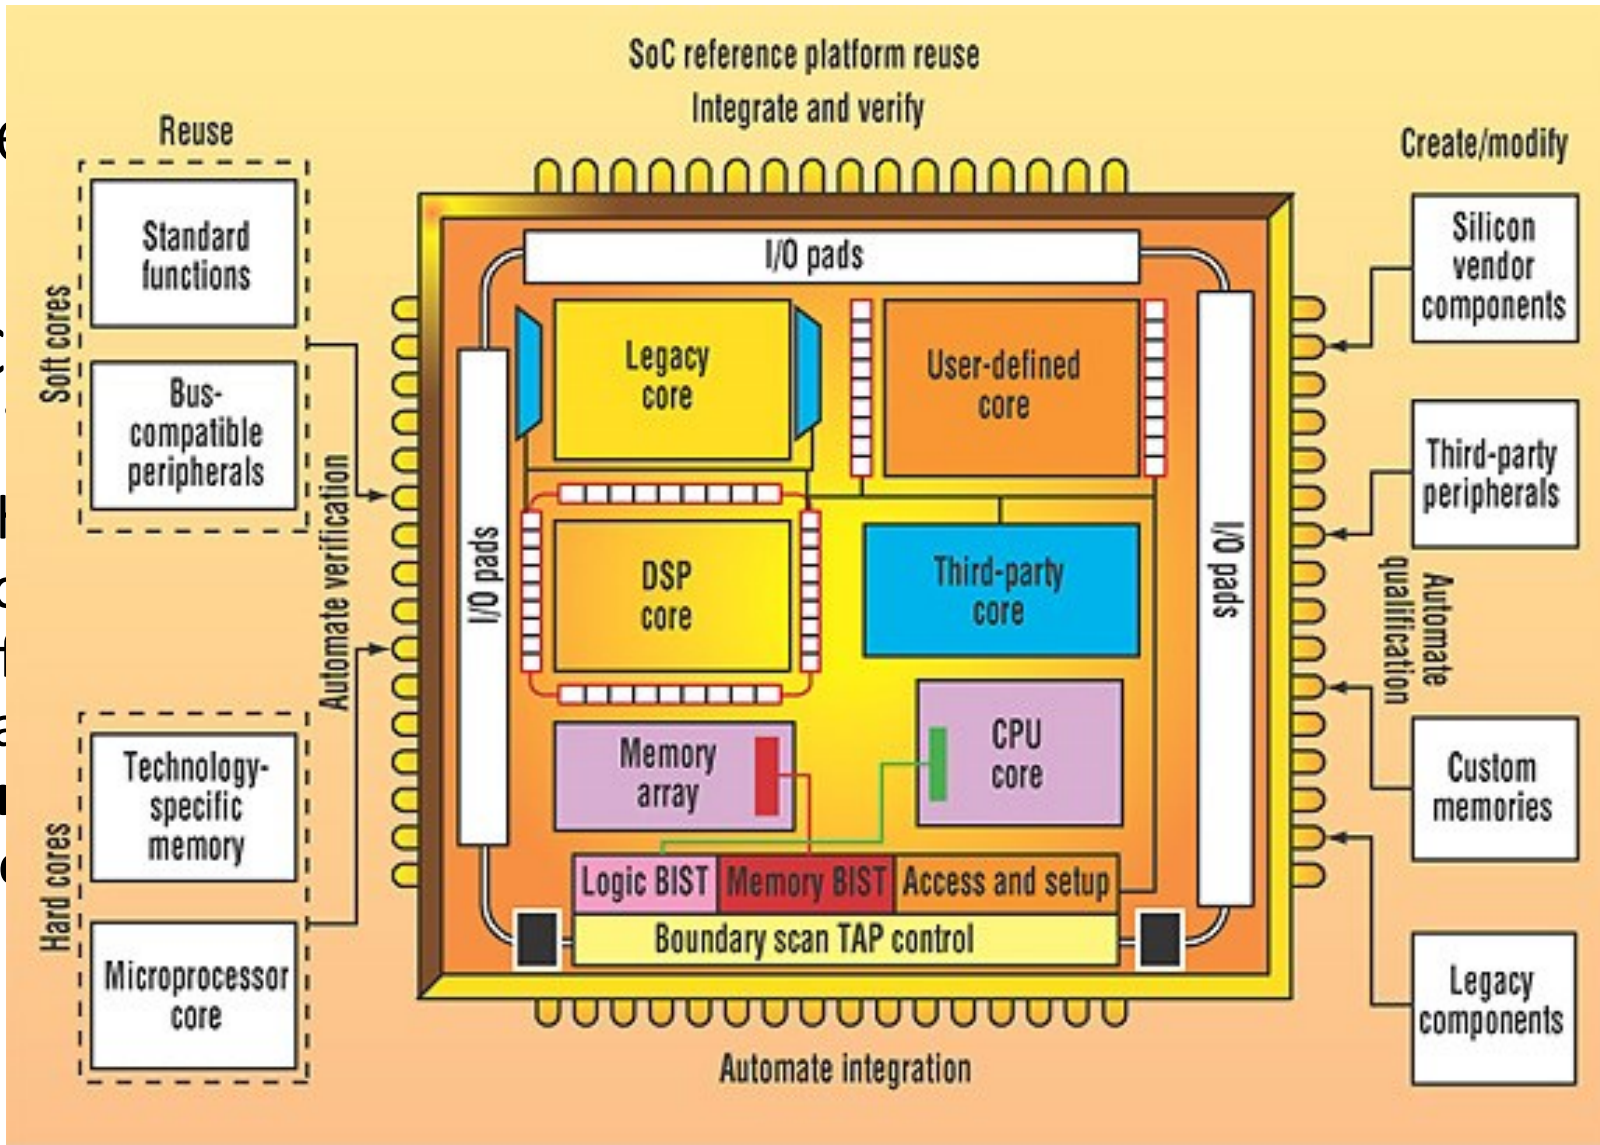 SoC reference platform reuse
Integrate and verify
Reuse
Standard
functions
Bus-
compatible
peripherals
Soft cores
Automate verification
Technology-
specific
memory
Microprocessor
core
Hard cores
I/O pads
I/O pads
Legacy
core
User-defined
core
DSP
core
Third-party
core
Memory
array
CPU
core
Logic BIST
Memory BIST
Access and setup
Boundary scan TAP control
I/O pads
Automate integration
Create/modify
Silicon
vendor
components
Third-party
peripherals
Automate
qualification
Custom
memories
Legacy
components